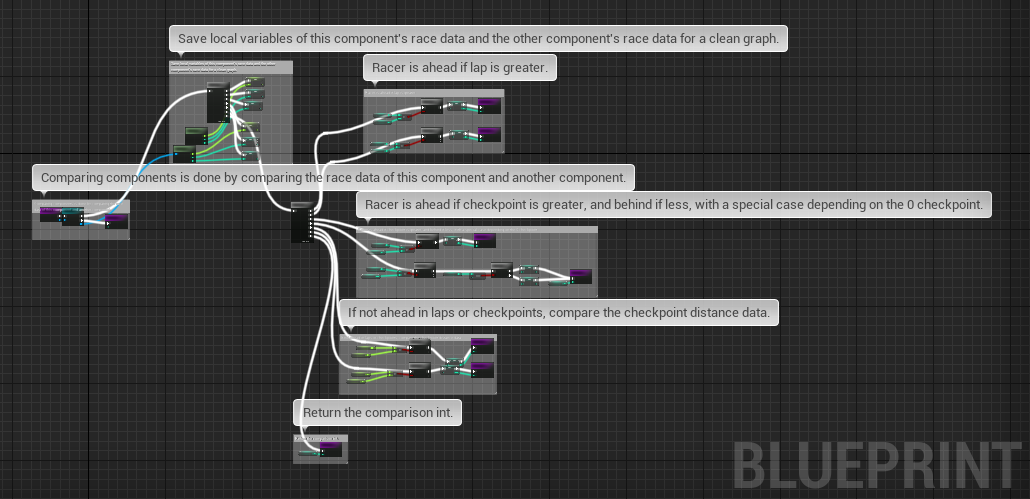 Save local variables of this component's race data and the other component's race data for a clean graph.
Racer is ahead if lap is greater.
Comparing components is done by comparing the race data of this component and another component.
Racer is ahead if checkpoint is greater, and behind if less, with a special case depending on the 0 checkpoint.
If not ahead in laps or checkpoints, compare the checkpoint distance data.
Return the comparison int.
BLUEPRINT